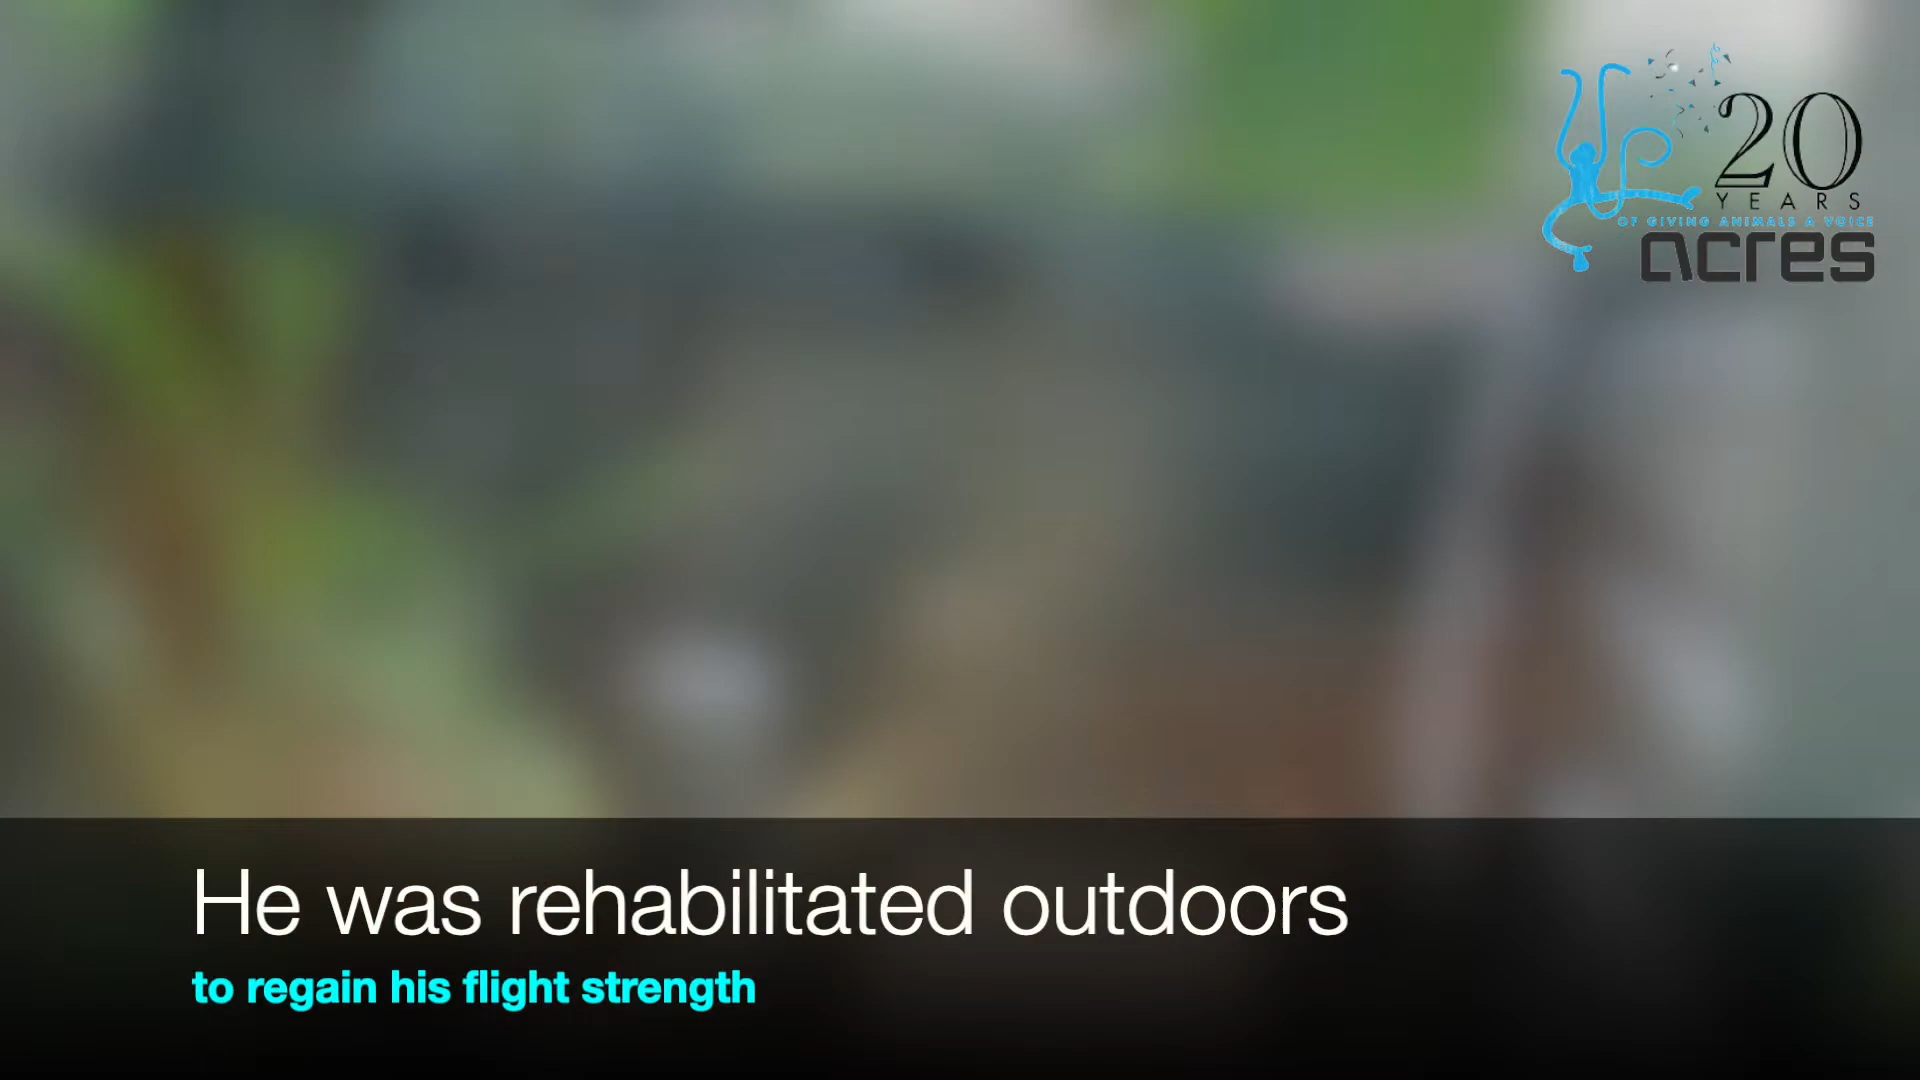 20
YEARS
OF GIVING ANIMALS A VOICE
acres
He was rehabilitated outdoors
to regain his flight strength